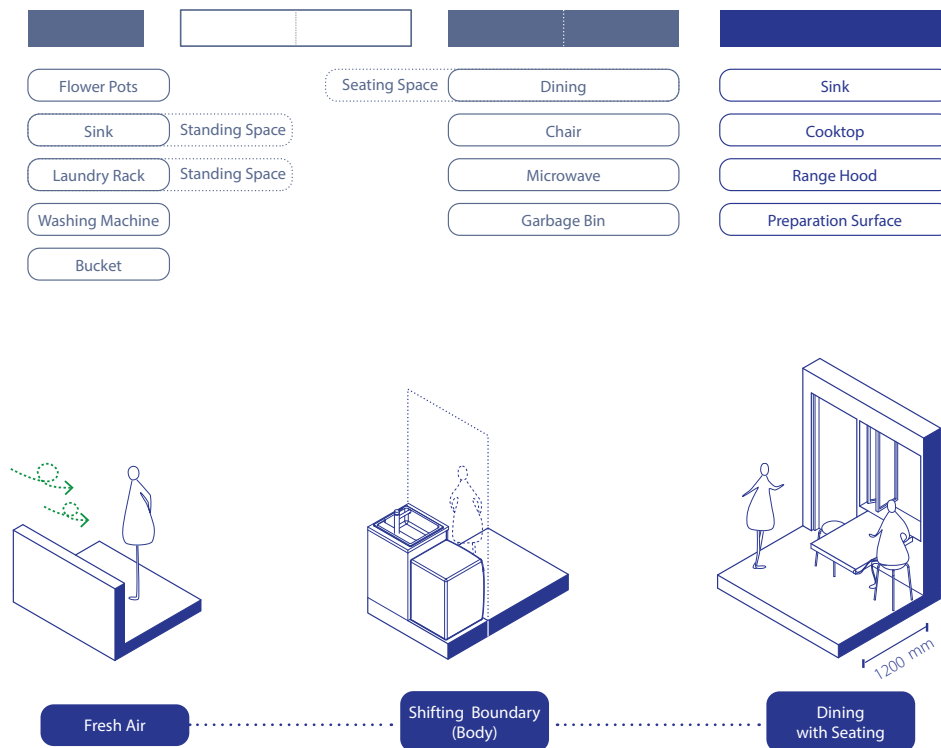 Flower Pots
Seating Space
Dining
Sink
Sink
Standing Space
Chair
Cooktop
Laundry Rack
Standing Space
Microwave
Range Hood
Washing Machine
Garbage Bin
Preparation Surface
Bucket
1200 mm
Fresh Air
Shifting Boundary
(Body)
Dining
with Seating